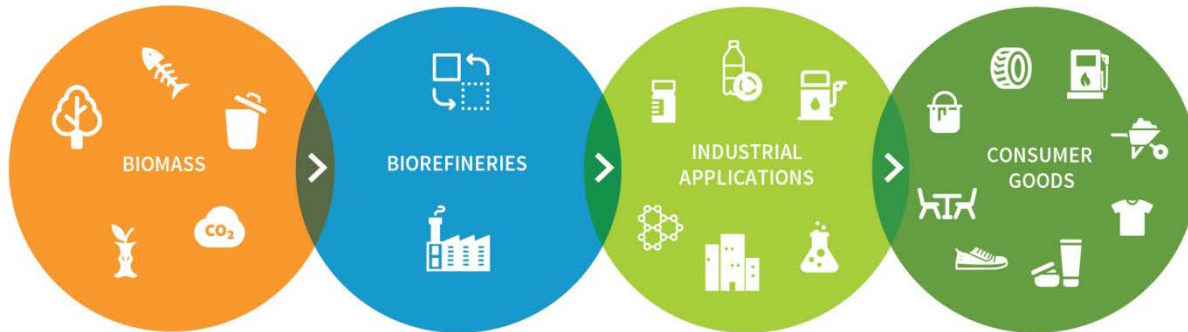 BIOMASS
CO₂
BIOREFINERIES
INDUSTRIAL
APPLICATIONS
CONSUMER
GOODS